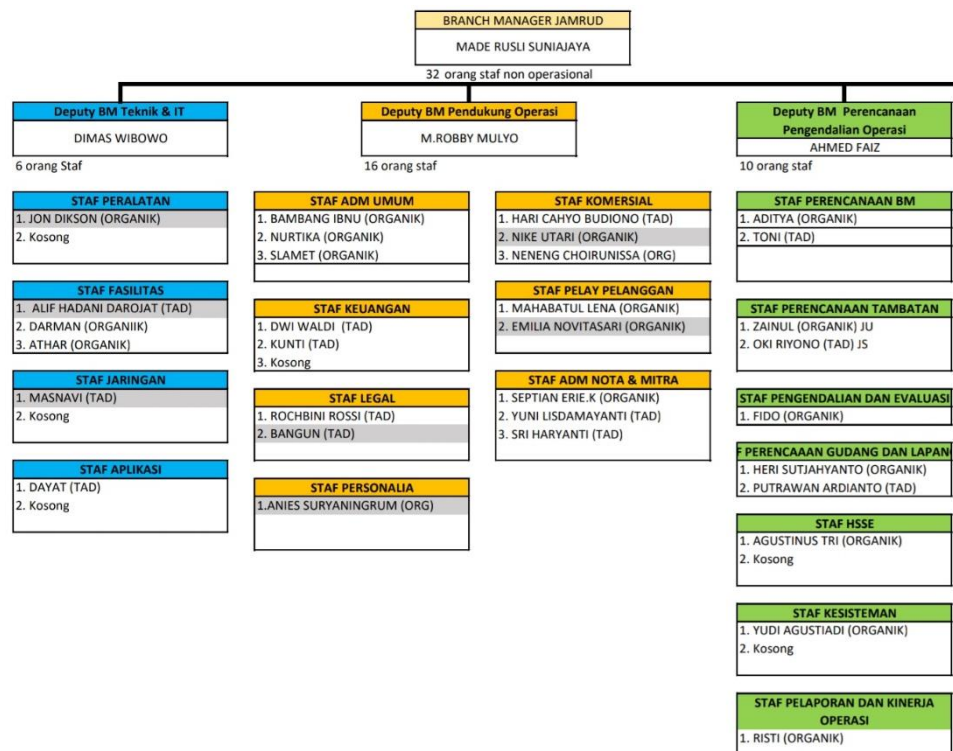 BRANCH MANAGER JAMRUD
MADE RUSLI SUNIAJAYA
32 orang staf non operasional
Deputy BM Teknik & IT
DIMAS WIBOWO
6 orang Staf
STAF PERALATAN
1. JON DIKSON (ORGANIK)
2. Kosong
STAF FASILITAS
1. ALIF HADANI DAROJAT (TAD)
2. DARMAN (ORGANIIK)
3. ATHAR (ORGANIK)
STAF JARINGAN
1. MASNAVI (TAD)
2. Kosong
STAF APLIKASI
1. DAYAT (TAD)
2. Kosong
Deputy BM Pendukung Operasi
M.ROBBY MULYO
16 orang staf
STAF ADM UMUM
1. BAMBANG IBNU (ORGANIK)
2. NURTIKA (ORGANIK)
3. SLAMET (ORGANIK)
STAF KEUANGAN
1. DWI WALDI (TAD)
2. KUNTI (TAD)
3. Kosong
STAF LEGAL
1. ROCHBINI ROSSI (TAD)
2. BANGUN (TAD)
STAF PERSONALIA
1.ANIES SURYANINGRUM (ORG)
STAF KOMERSIAL
1. HARI CAHYO BUDIONO (TAD)
2. NIKE UTARI (ORGANIK)
3. NENENG CHOIRUNISSA (ORG)
STAF PELAY PELANGGAN
1. MAHABATUL LENA (ORGANIK)
2. EMILIA NOVITASARI (ORGANIK)
STAF ADM NOTA & MITRA
1. SEPTIAN ERIE.K (ORGANIK)
2. YUNI LISDAMAYANTI (TAD)
3. SRI HARYANTI (TAD)
Deputy BM Perencanaan
Pengendalian Operasi
AHMED FAIZ
10 orang staff
STAF PERENCANAAN BM
1. ADITYA (ORGANIK)
2. TONI (TAD)
STAF PERENCANAAN TAMBATAN
1. ZAINUL (ORGANIK) JU
2. OKI RIYONO (TAD) JS
STAF PENGENDALIAN DAN EVALUASI
1. FIDO (ORGANIK)
F PERENCAAAN GUDANG DAN LAPANG
1. HERI SUTJAHYANTO (ORGANIK)
2. PUTRAWAN ARDIANTO (TAD)
STAF HSSE
1. AGUSTINUS TRI (ORGANIK)
2. Kosong
STAF KESISTEMAN
1. YUDI AGUSTIADI (ORGANIK)
2. Kosong
STAF PELAPORAN DAN KINERJA
OPERASI
1. RISTI (ORGANIK)